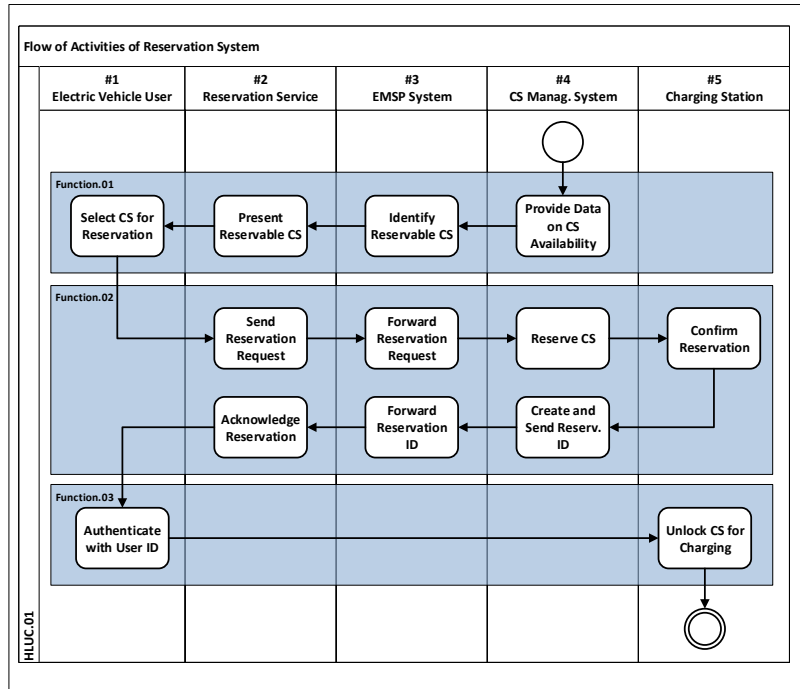 Flow of Activities of Reservation System
#1
Electric Vehicle User
#2
Reservation Service
#3
EMSP System
#4
CS Manag. System
#5
Charging Station
Function.01
Select CS for
Reservation
Present
Reservable CS
Identify
Reservable CS
Provide Data
on CS
Availability
Function.02
Send
Reservation
Request
Forward
Reservation
Request
Reserve CS
Confirm
Reservation
Acknowledge
Reservation
Forward
Reservation
ID
Create and
Send Reserv.
ID
Function.03
Authenticate
with User ID
Unlock CS for
Charging
HLUC.01